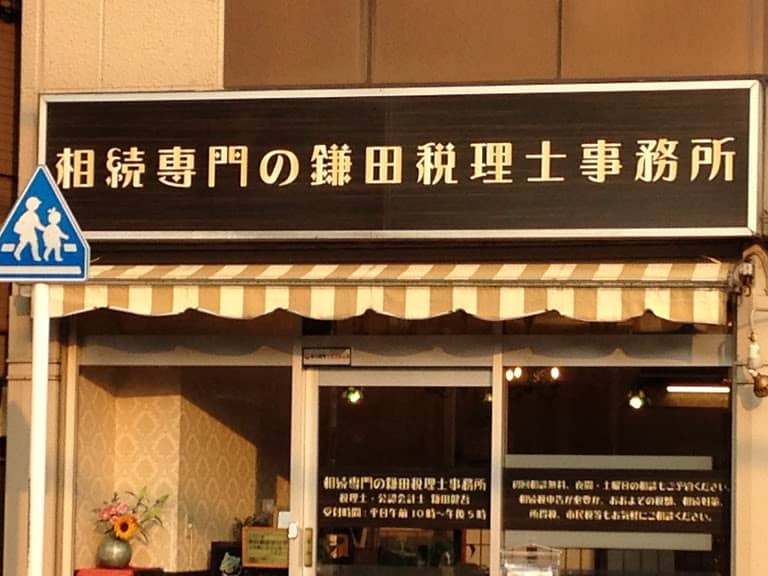 相続専門の鎌田税理士事務所
相続専門の鎌田税理士事務所
税理士・公認会計士 鎌田健吾
受付時間:平日午前10時~午後5時
初回相談無料、夜間・土曜日の相談もご予約ください。
相続税申告が必要か、おおよその税額、相続対策、
所得税、市民税等もお気軽にご相談ください。